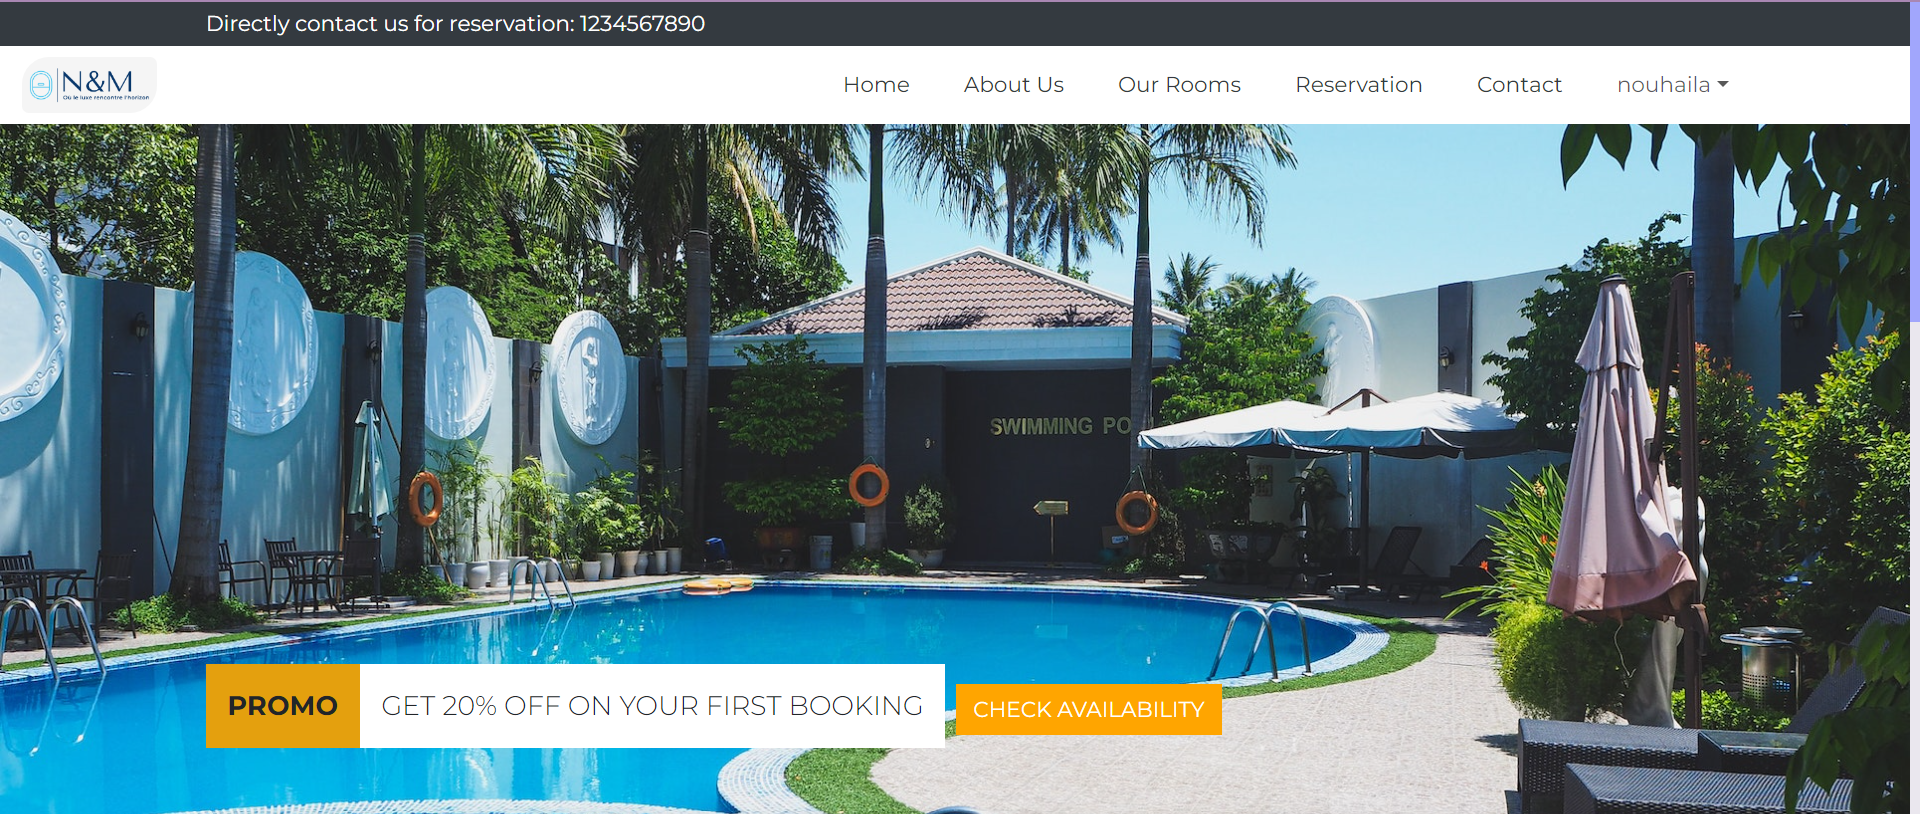 Directly contact us for reservation: 1234567890
N&M
Où le luxe rencontre l'horizon
Home
About Us
Our Rooms
Reservation
Contact
nouhaila
SWIMMING PO
PROMO
GET 20% OFF ON YOUR FIRST BOOKING
CHECK AVAILABILITY